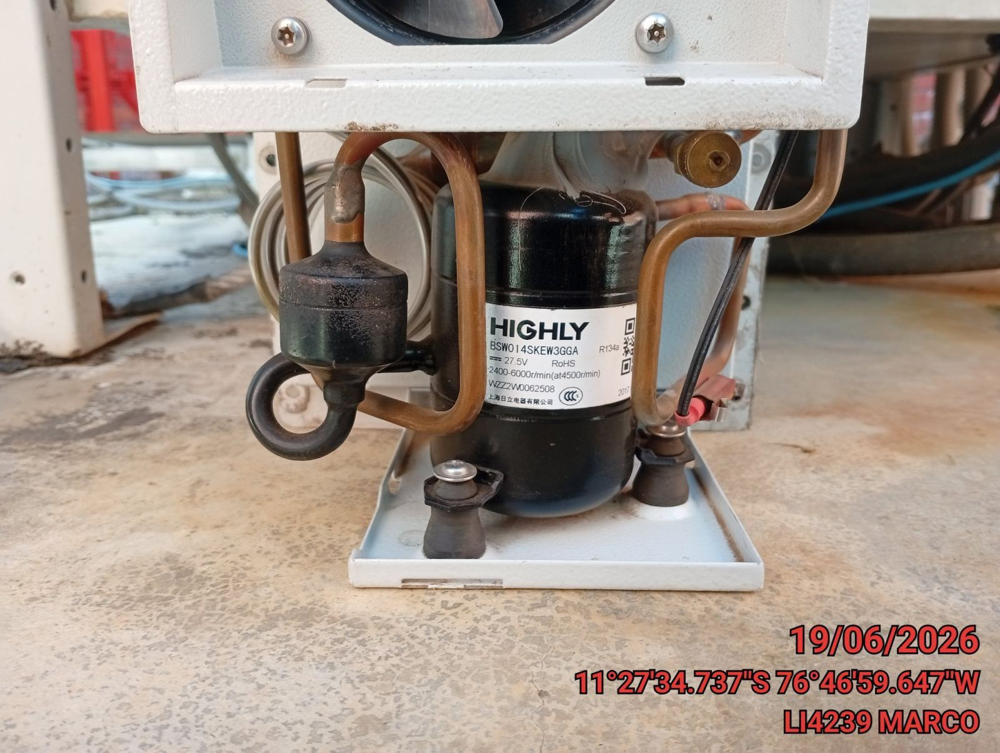 HIGHLY
BSW014SKEW3GGA R134a
27.5V RoHS
2400-6000r/min(at4500r/min)
WZZ2W0062508
上海日立电器有限公司 CCC S 2017
19/06/2026
11°27'34.737"S 76°46'59.647"W
LI4239 MARCO